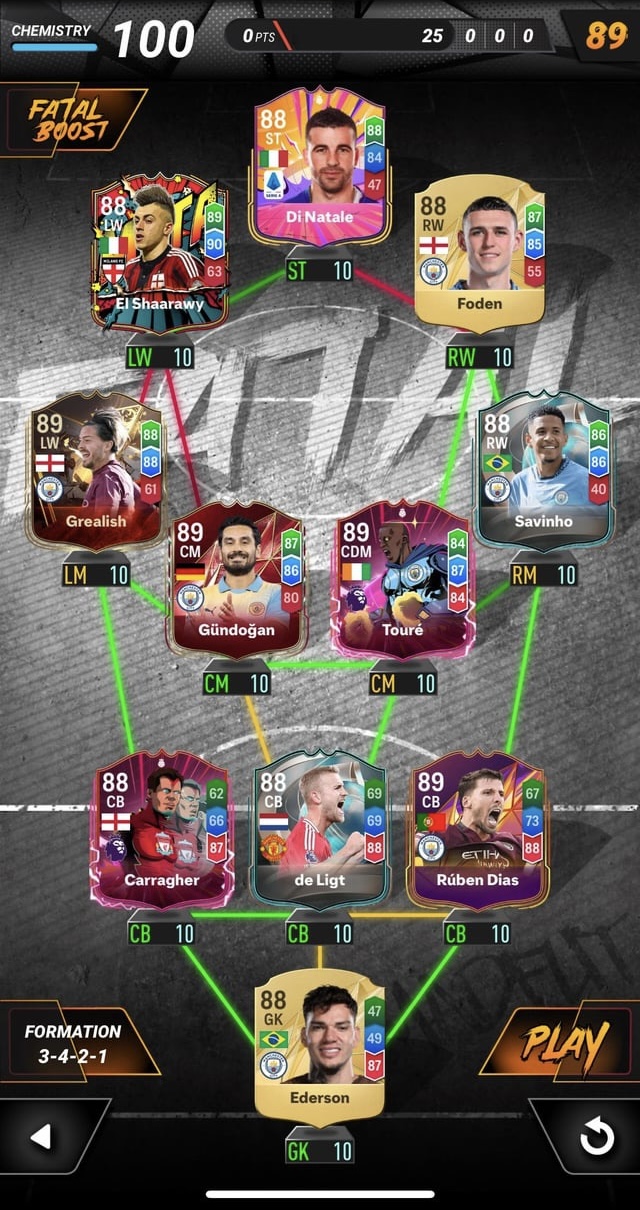 CHEMISTRY 100
0 PTS 25 0 0 0
89
FATAL
BOOST
88
ST
88
84
47
SERIE A
Di Natale
ST 10
88
LW
89
90
63
El Shaarawy
LW 10
88
RW
87
85
55
Foden
RW 10
89
LW
88
88
61
Grealish
LM 10
89
CM
87
86
80
Gündoğan
CM 10
89
CDM
84
87
84
Touré
CM 10
88
RW
86
86
40
Savinho
RM 10
88
CB
62
66
87
Carragher
CB 10
88
CB
69
69
88
de Ligt
CB 10
89
CB
67
73
88
ETIHAD
Rúben Dias
CB 10
88
GK
47
49
87
Ederson
GK 10
FORMATION
3-4-2-1
PLAY